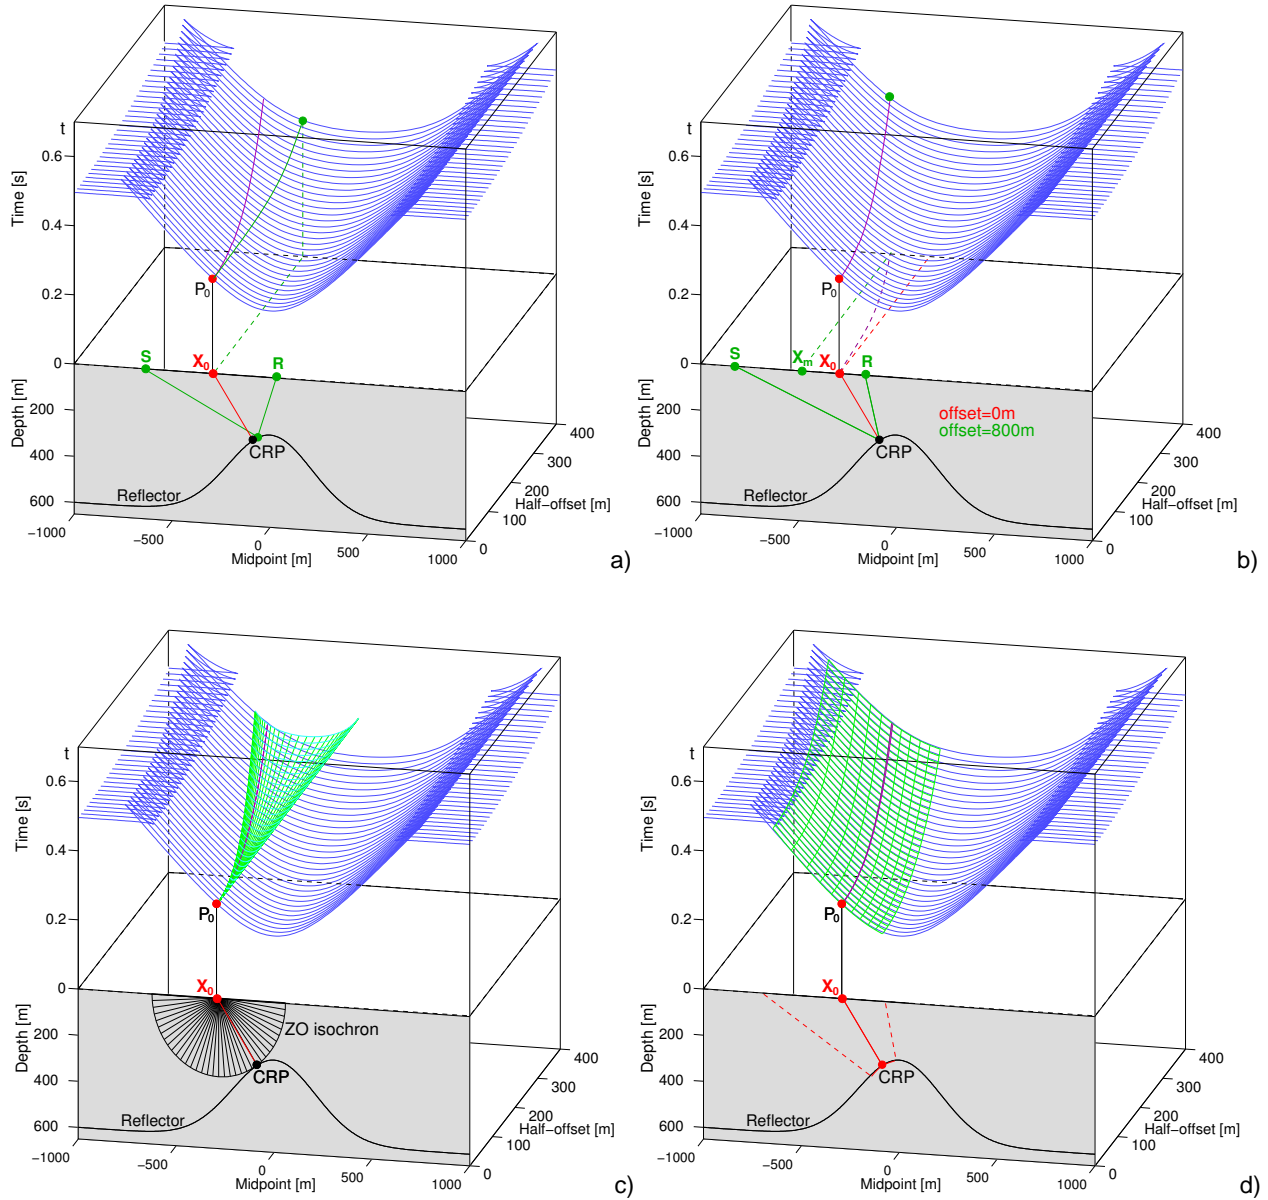 t
0.6
Time [s]
0.4
P0
0.2
0
S
X0
R
Depth [m]
200
400
600
CRP
Reflector
400
300
200
100
0
Half−offset [m]
−1000
−500
0
500
1000
Midpoint [m]
a)
t
0.6
Time [s]
0.4
P0
0.2
0
S
Xm
X0
R
Depth [m]
200
400
600
offset=0m
offset=800m
CRP
Reflector
400
300
200
100
0
Half−offset [m]
−1000
−500
0
500
1000
Midpoint [m]
b)
t
0.6
Time [s]
0.4
P0
0.2
0
X0
Depth [m]
200
400
600
ZO isochron
CRP
Reflector
400
300
200
100
0
Half−offset [m]
−1000
−500
0
500
1000
Midpoint [m]
c)
t
0.6
Time [s]
0.4
P0
0.2
0
X0
Depth [m]
200
400
600
CRP
Reflector
400
300
200
100
0
Half−offset [m]
−1000
−500
0
500
1000
Midpoint [m]
d)